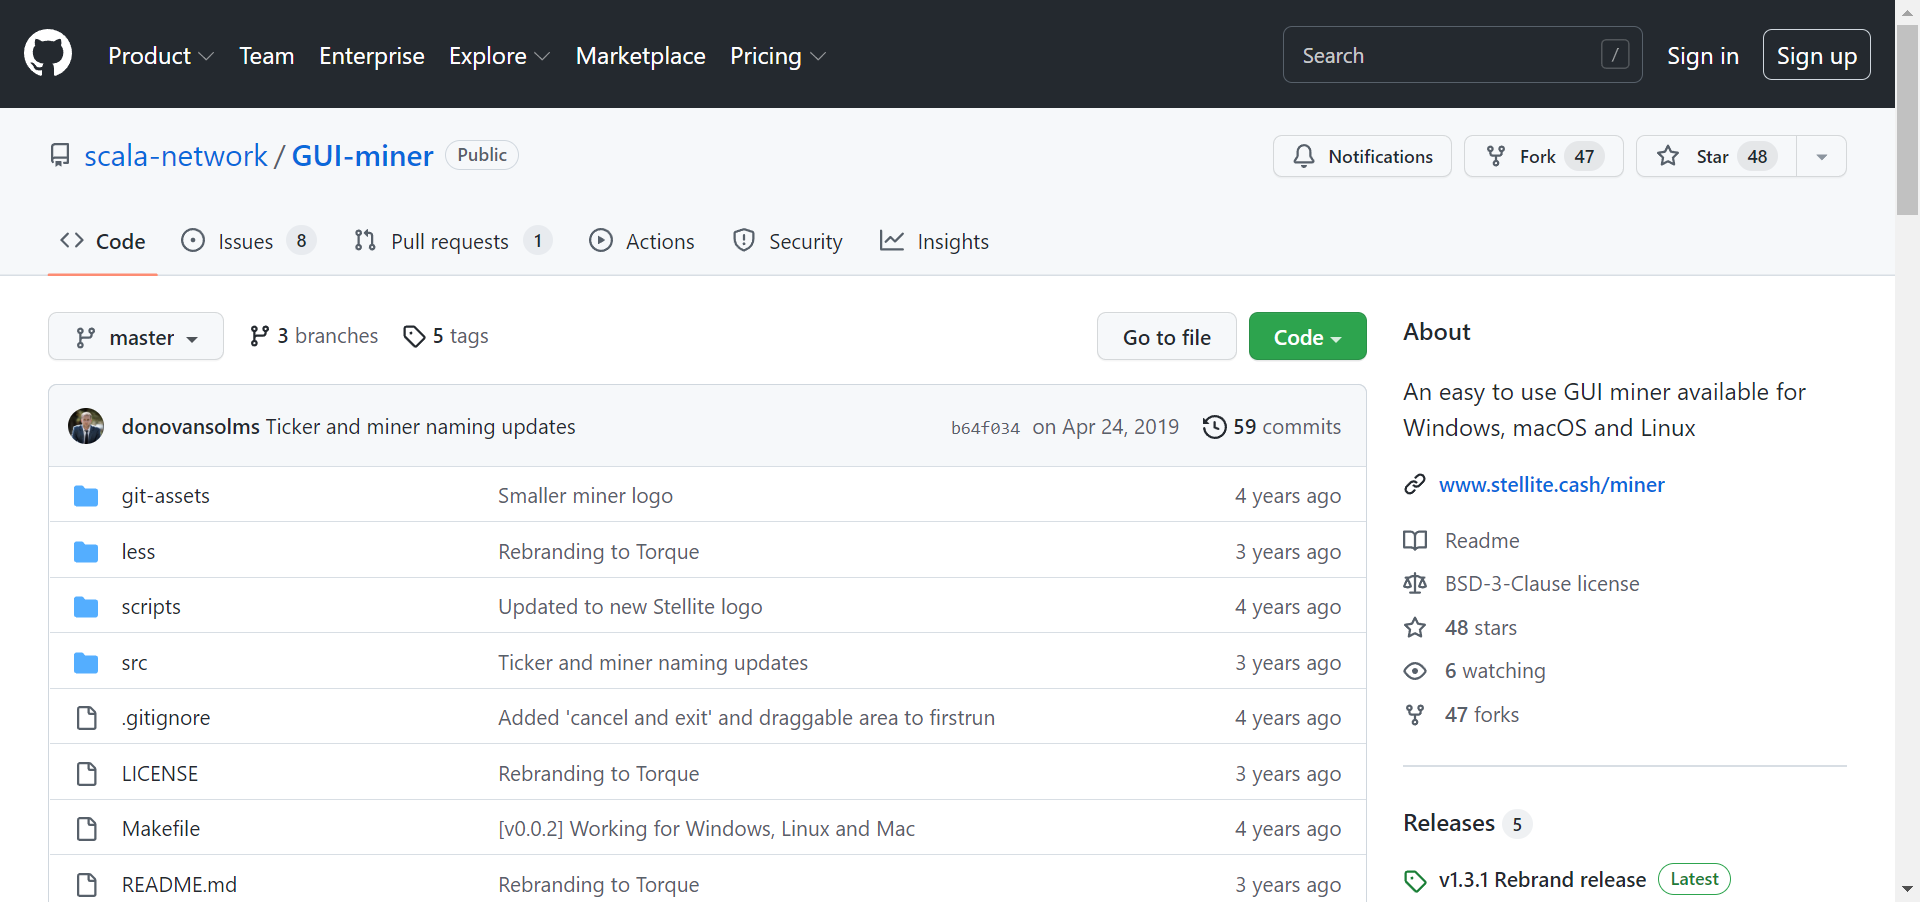 Product Team Enterprise Explore Marketplace Pricing Search / Sign in Sign up
scala-network / GUI-miner Public Notifications Fork 47 Star 48
Code Issues 8 Pull requests 1 Actions Security Insights
master 3 branches 5 tags Go to file Code
donovansolms Ticker and miner naming updates b64f034 on Apr 24, 2019 59 commits
git-assets Smaller miner logo 4 years ago
less Rebranding to Torque 3 years ago
scripts Updated to new Stellite logo 4 years ago
src Ticker and miner naming updates 3 years ago
.gitignore Added 'cancel and exit' and draggable area to firstrun 4 years ago
LICENSE Rebranding to Torque 3 years ago
Makefile [v0.0.2] Working for Windows, Linux and Mac 4 years ago
README.md Rebranding to Torque 3 years ago
About
An easy to use GUI miner available for
Windows, macOS and Linux
www.stellite.cash/miner
Readme
BSD-3-Clause license
48 stars
6 watching
47 forks
Releases 5
v1.3.1 Rebrand release Latest